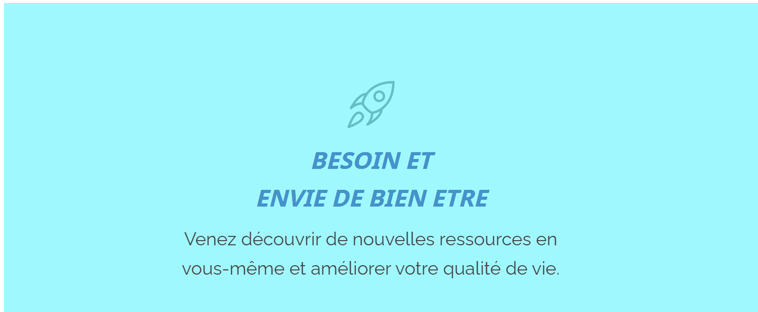 BESOIN ET
ENVIE DE BIEN ETRE
Venez découvrir de nouvelles ressources en
vous-même et améliorer votre qualité de vie.